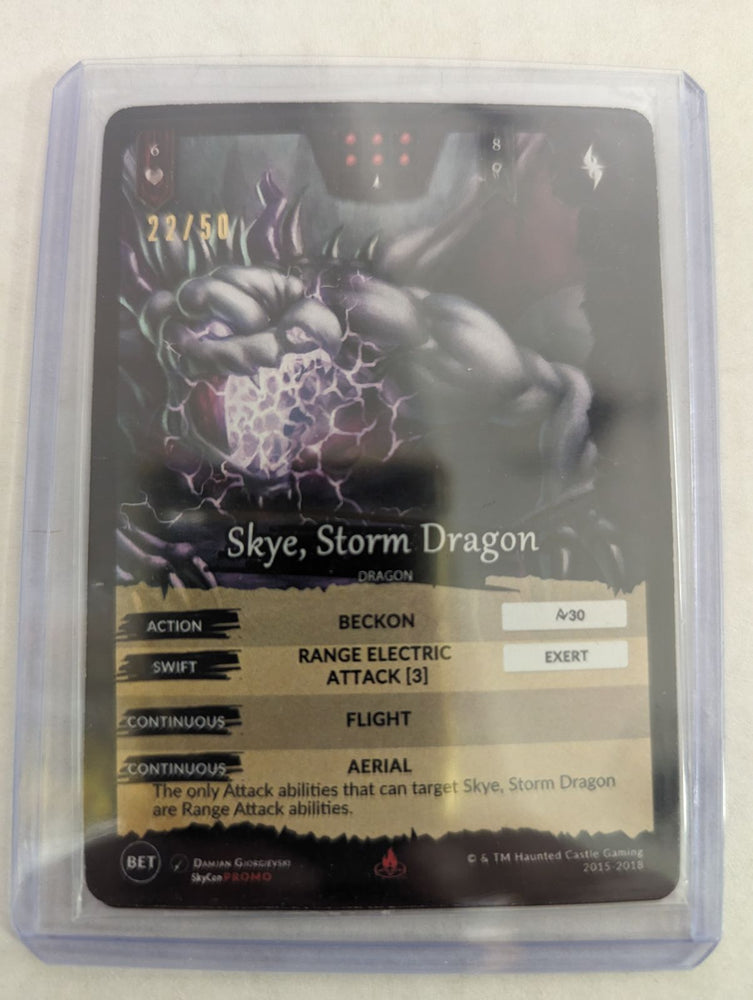 6
8
22/50
Skye, Storm Dragon
DRAGON
ACTION BECKON 30
SWIFT RANGE ELECTRIC ATTACK [3] EXERT
CONTINUOUS FLIGHT
CONTINUOUS AERIAL
The only Attack abilities that can target Skye, Storm Dragon
are Range Attack abilities.
BET
Damjan Gjorgievski
SkyCon PROMO
© & TM Haunted Castle Gaming
2015-2018